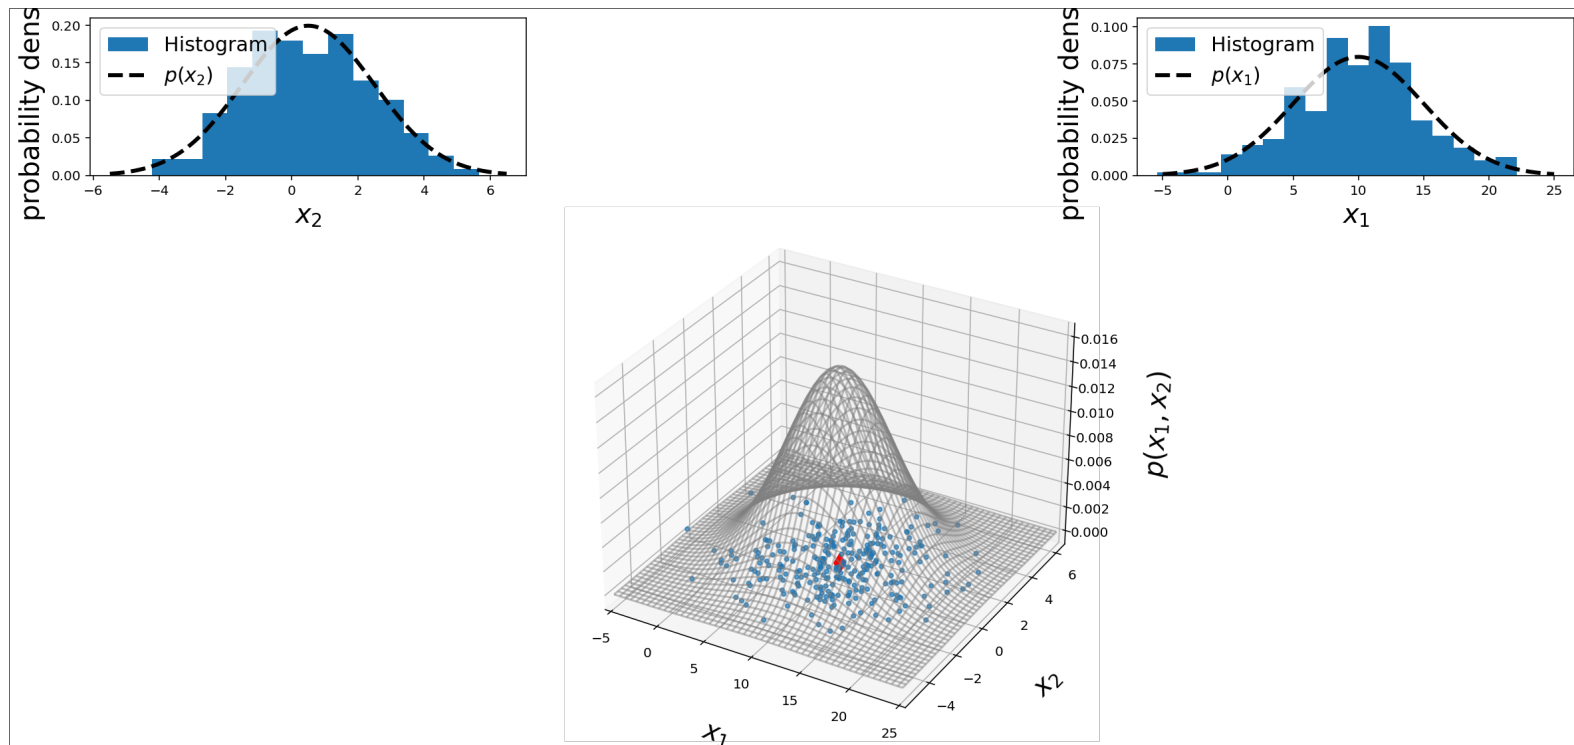 probability dens
0.20
0.15
0.10
0.05
0.00
Histogram
p(x₂)
−6 −4 −2 0 2 4 6
x₂
probability dens
0.100
0.075
0.050
0.025
0.000
Histogram
p(x₁)
−5 0 5 10 15 20 25
x₁
0.016
0.014
0.012
0.010
0.008
0.006
0.004
0.002
0.000
p(x₁, x₂)
−5 0 5 10 15 20 25
x₁
−4 −2 0 2 4 6
x₂